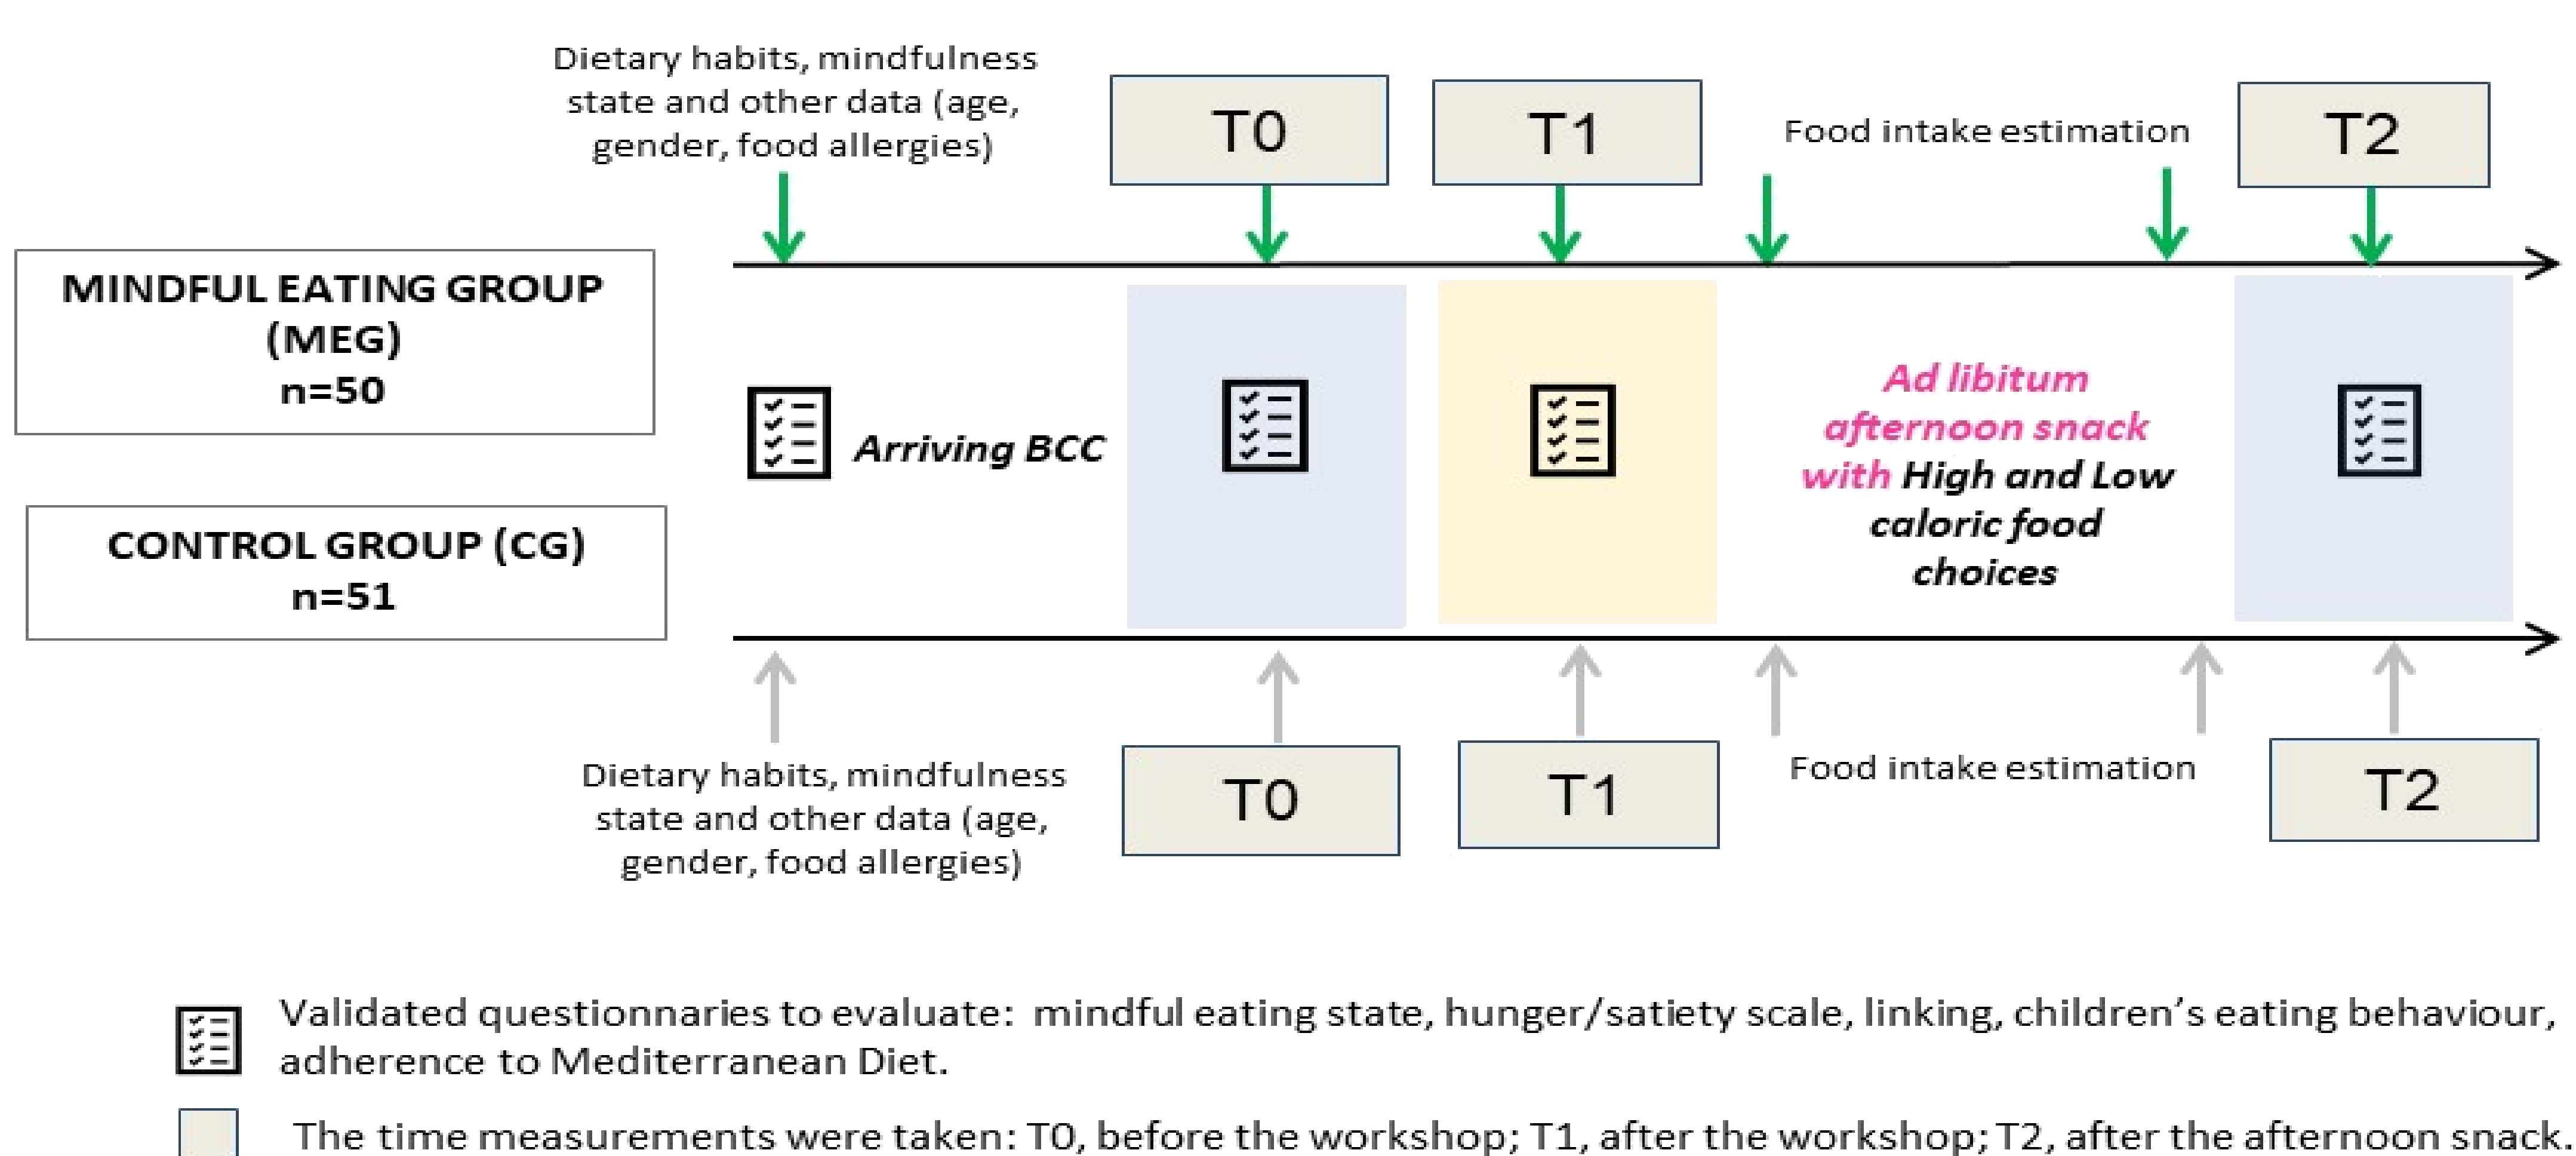 Dietary habits, mindfulness
state and other data (age,
gender, food allergies)
T0
T1
Food intake estimation
T2
MINDFUL EATING GROUP
(MEG)
n=50
Arriving BCC
Ad libitum
afternoon snack
with High and Low
caloric food
choices
CONTROL GROUP (CG)
n=51
Dietary habits, mindfulness
state and other data (age,
gender, food allergies)
T0
T1
Food intake estimation
T2
Validated questionnaries to evaluate: mindful eating state, hunger/satiety scale, linking, children’s eating behaviour,
adherence to Mediterranean Diet.
The time measurements were taken: T0, before the workshop; T1, after the workshop; T2, after the afternoon snack.